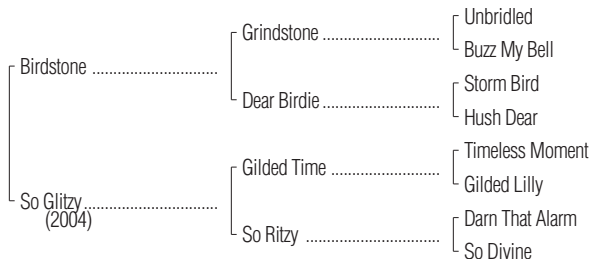 Unbridled
Grindstone
Buzz My Bell
Birdstone
Storm Bird
Dear Birdie
Hush Dear
Timeless Moment
Gilded Time
Gilded Lilly
So Glitzy
(2004)
Darn That Alarm
So Ritzy
So Divine